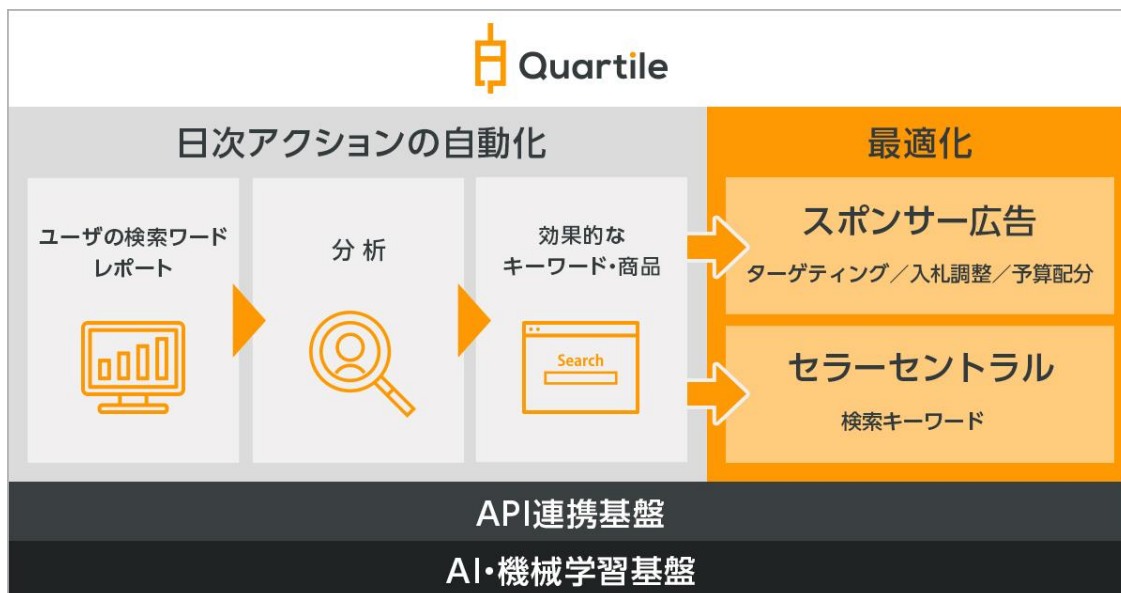 Quartile
日次アクションの自動化
ユーザの検索ワード
レポート
分析
効果的な
キーワード・商品
Search
最適化
スポンサー広告
ターゲティング／入札調整／予算配分
セラーセントラル
検索キーワード
API連携基盤
AI・機械学習基盤